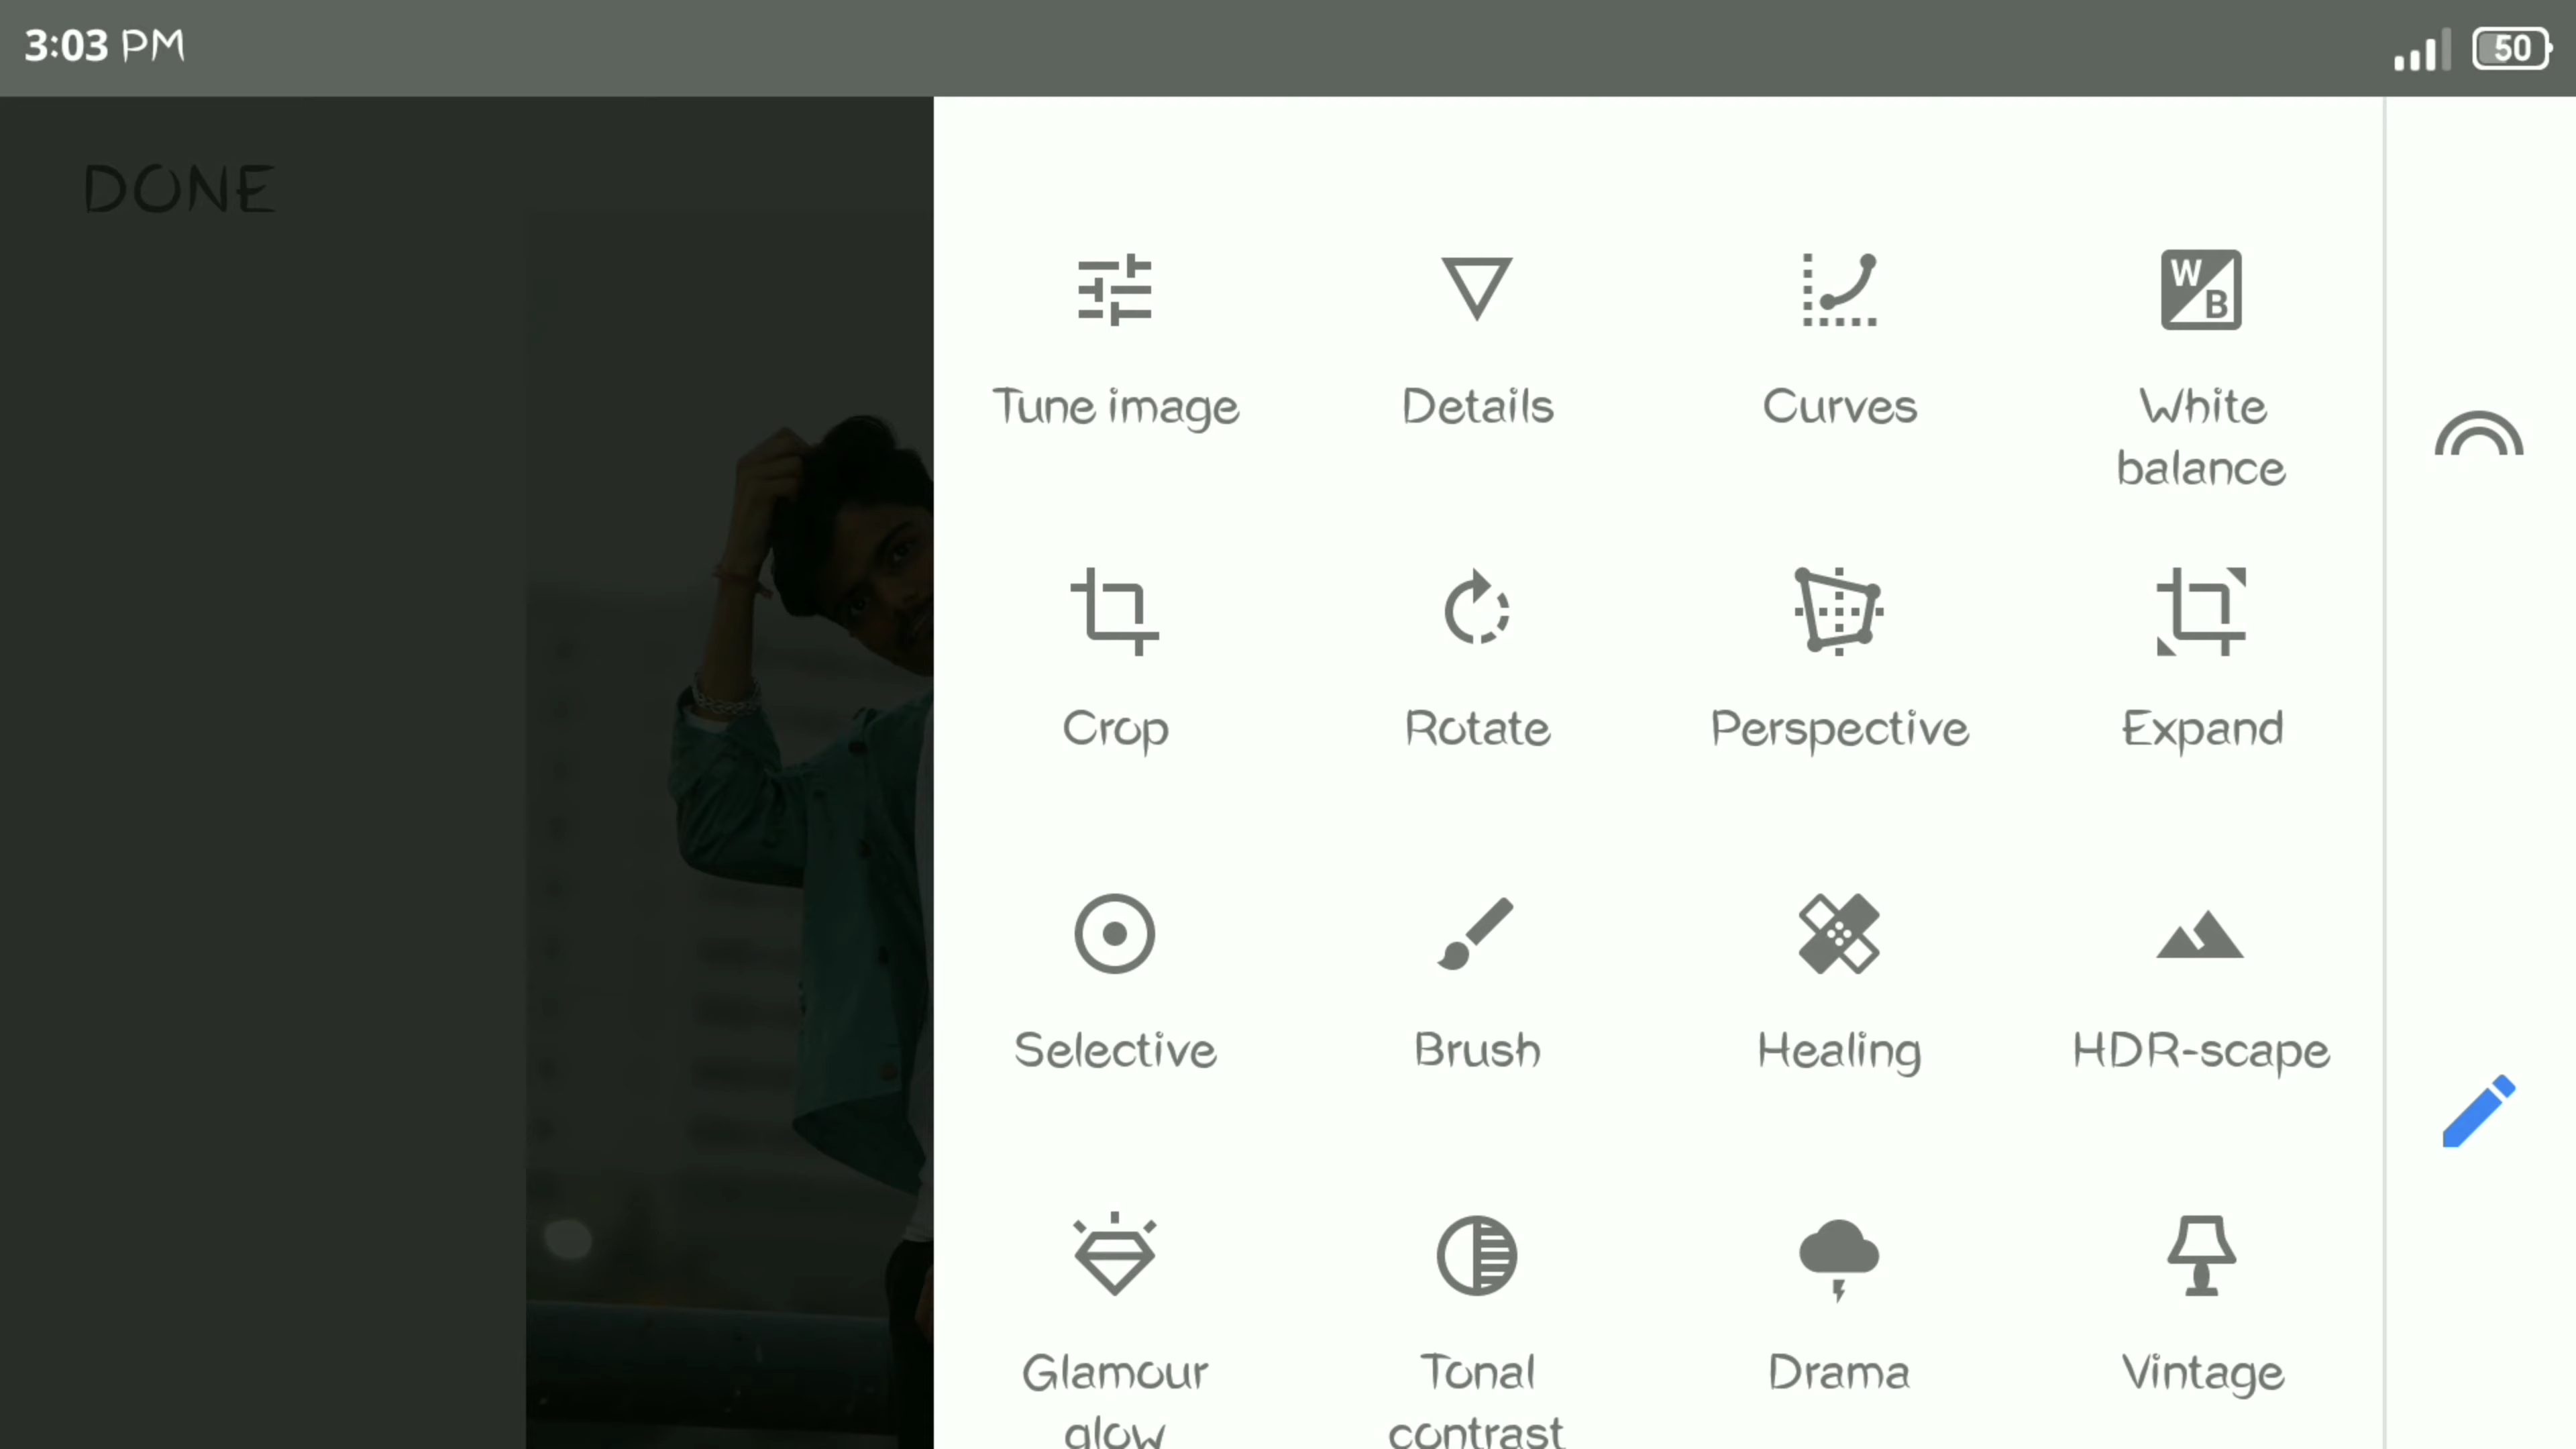 3:03 PM
50
DONE
Tune image
Details
Curves
W
B
White
balance
Crop
Rotate
Perspective
Expand
Selective
Brush
Healing
HDR-scape
Glamour
glow
Tonal
contrast
Drama
Vintage